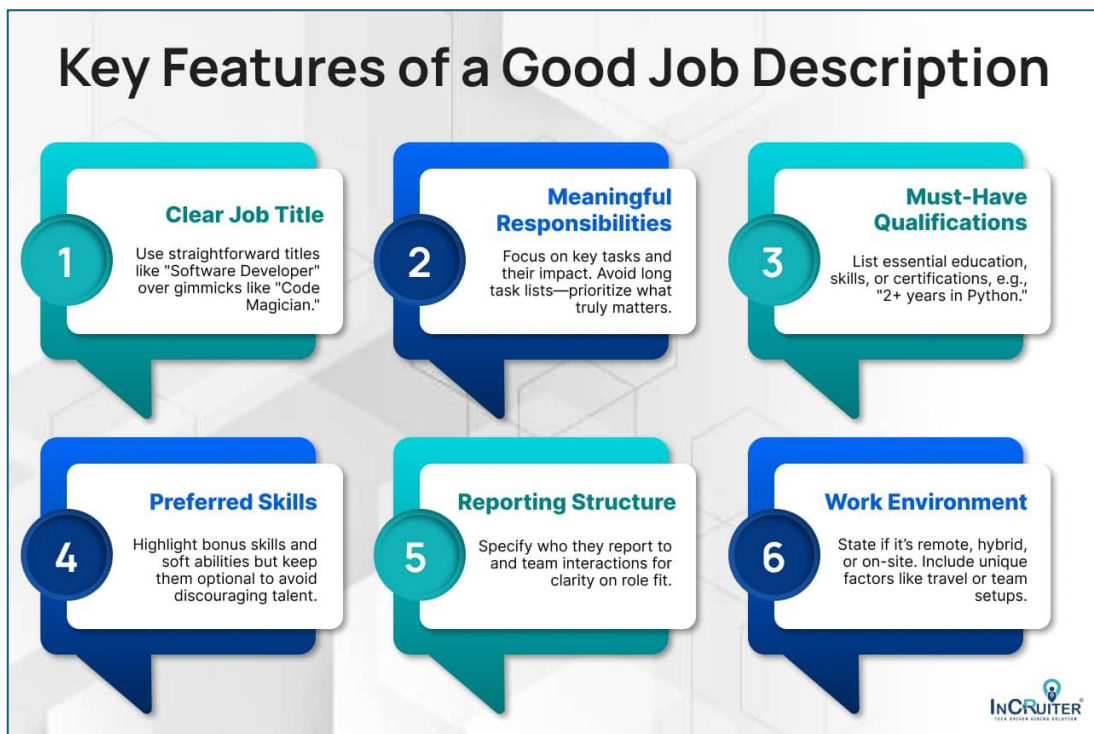 Key Features of a Good Job Description
1
Clear Job Title
Use straightforward titles
like "Software Developer"
over gimmicks like "Code
Magician."
2
Meaningful
Responsibilities
Focus on key tasks and
their impact. Avoid long
task lists—prioritize what
truly matters.
3
Must-Have
Qualifications
List essential education,
skills, or certifications, e.g.,
"2+ years in Python."
4
Preferred Skills
Highlight bonus skills and
soft abilities but keep
them optional to avoid
discouraging talent.
5
Reporting Structure
Specify who they report to
and team interactions for
clarity on role fit.
6
Work Environment
State if it’s remote, hybrid,
or on-site. Include unique
factors like travel or team
setups.
INCRUITER®
TECH DRIVEN HIRING SOLUTION